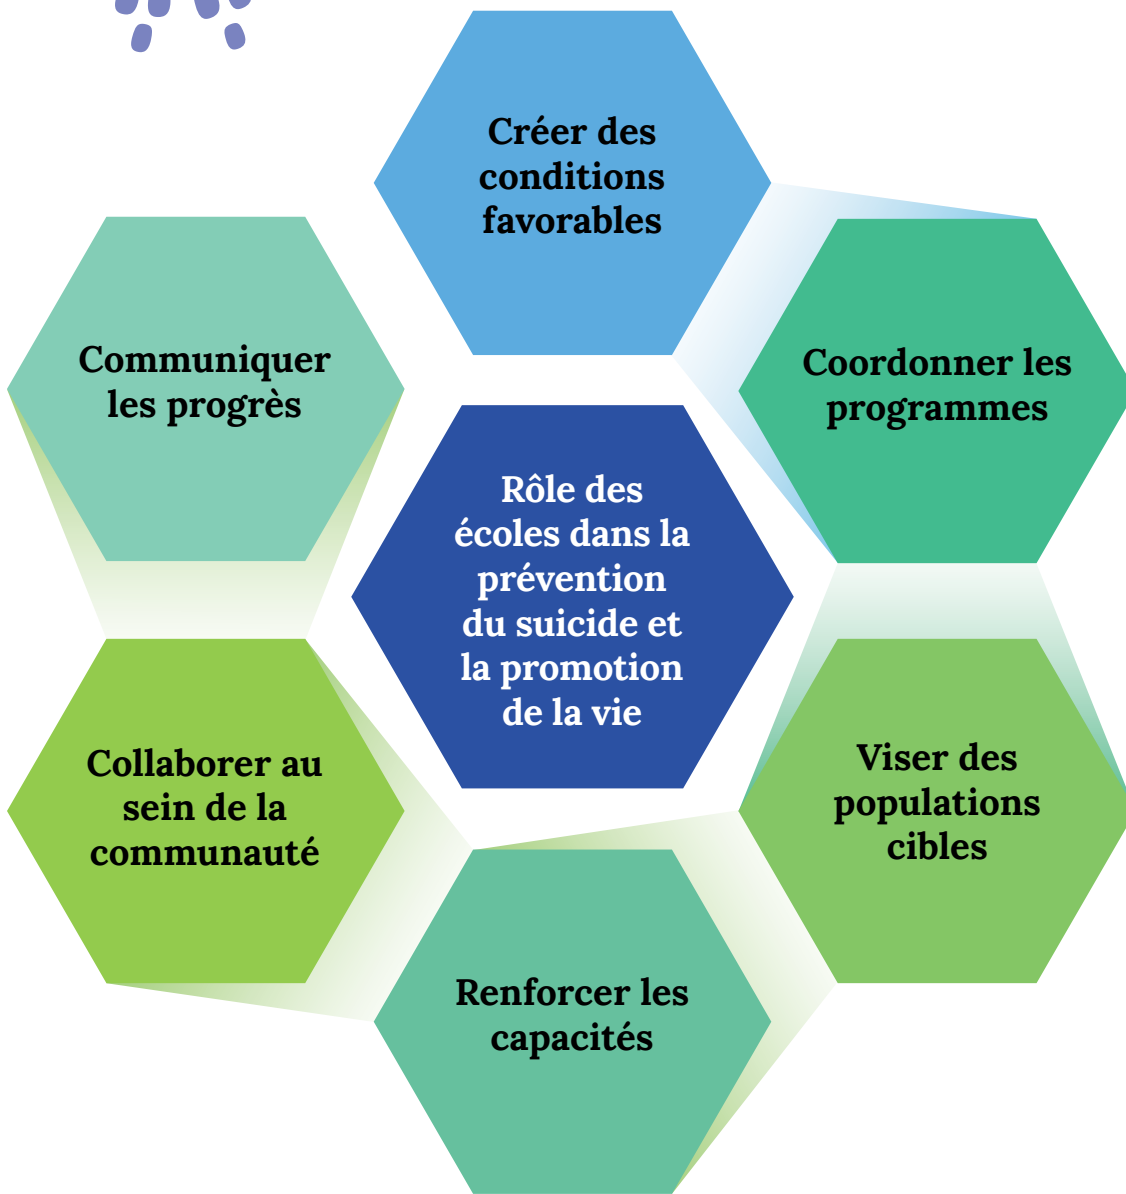 Créer des
conditions
favorables
Coordonner les
programmes
Viser des
populations
cibles
Renforcer les
capacités
Collaborer au
sein de la
communauté
Communiquer
les progrès
Rôle des
écoles dans la
prévention
du suicide et
la promotion
de la vie